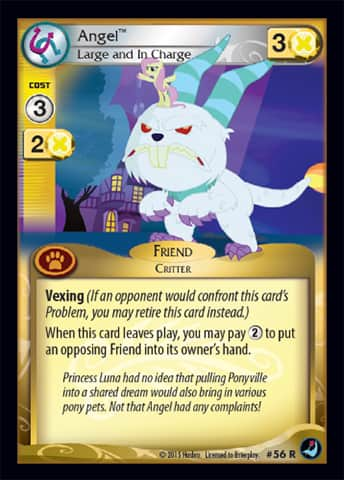 Angel™
Large and In Charge
3
COST
3
2
FRIEND
CRITTER
Vexing (If an opponent would confront this card's
Problem, you may retire this card instead.)
When this card leaves play, you may pay 2 to put
an opposing Friend into its owner's hand.
Princess Luna had no idea that pulling Ponyville
into a shared dream would also bring in various
pony pets. Not that Angel had any complaints!
©2015 Hasbro. Licensed to Enterplay. #56 R